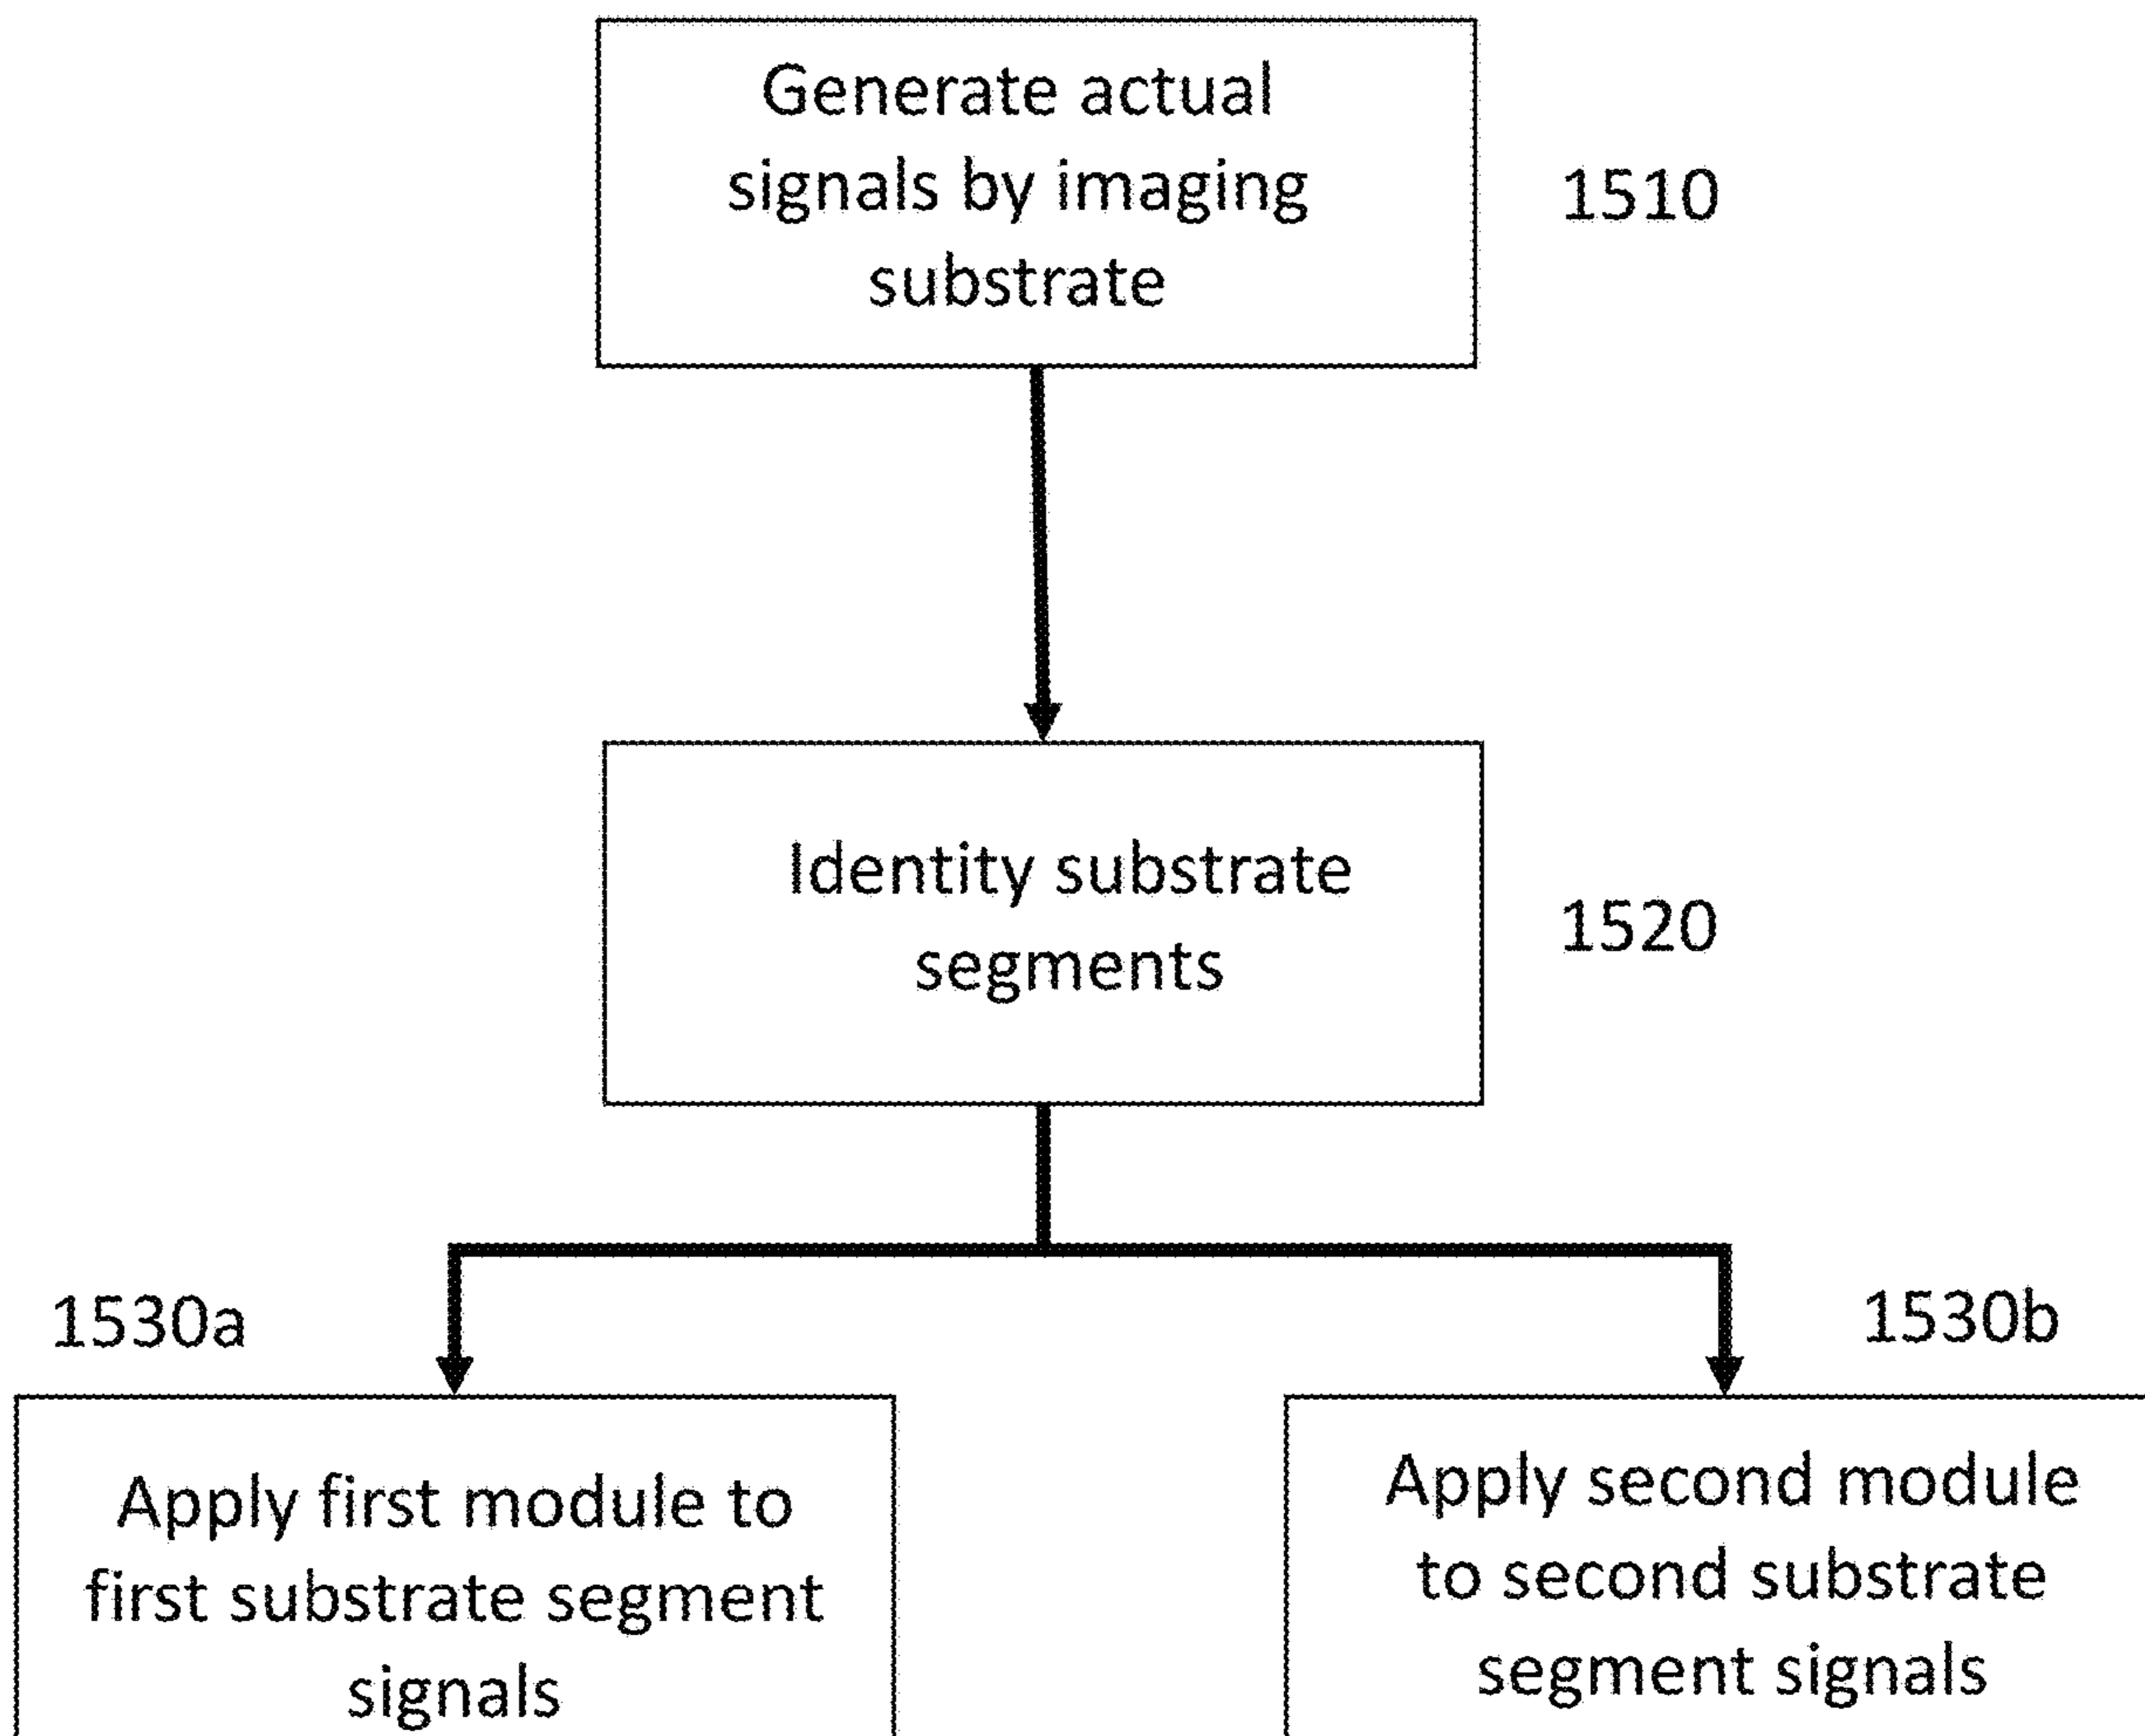 Generate actual
signals by imaging
substrate
1510
Identity substrate
segments
1520
1530a
1530b
Apply first module to
first substrate segment
signals
Apply second module
to second substrate
segment signals